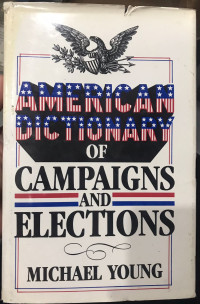 AMERICAN
DICTIONARY
OF
CAMPAIGNS
AND
ELECTIONS
MICHAEL YOUNG